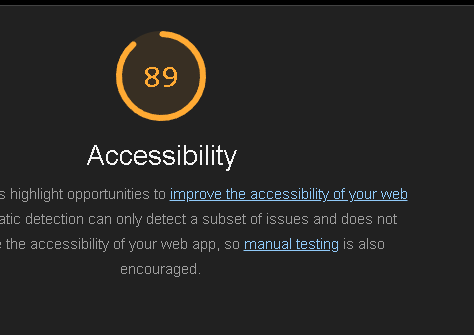 89
Accessibility
highlight opportunities to improve the accessibility of your web
detection can only detect a subset of issues and does not
the accessibility of your web app, so manual testing is also
encouraged.